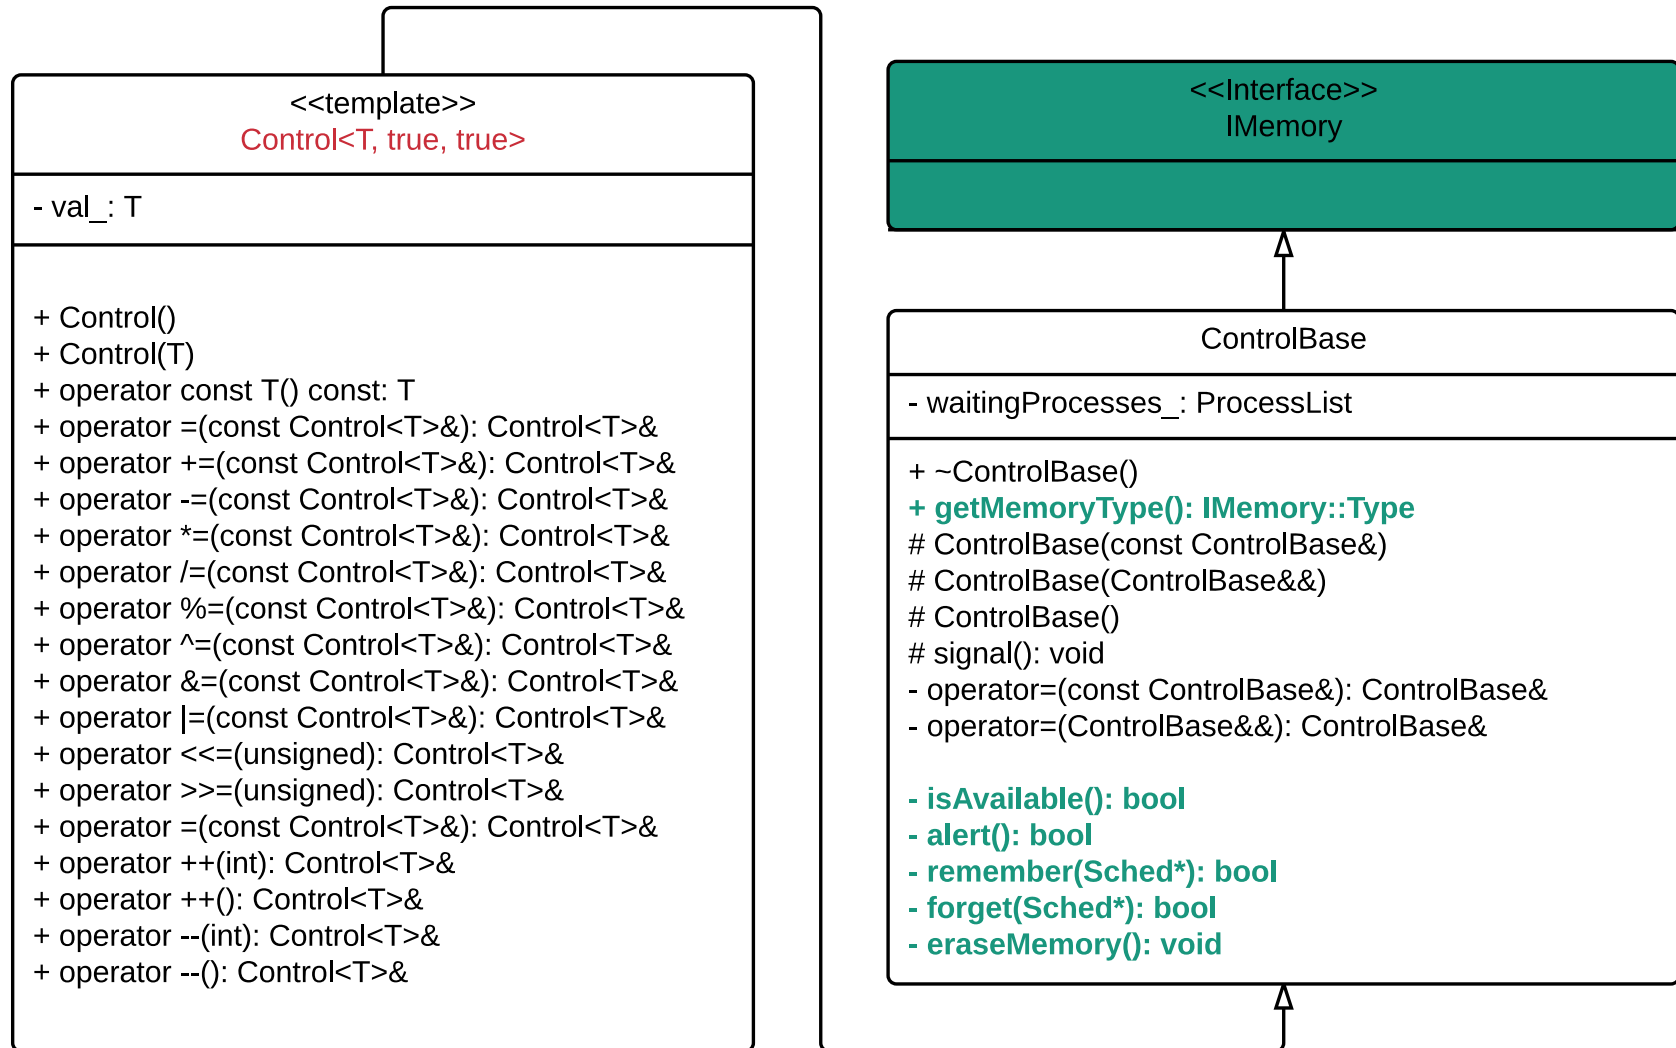 <<template>>
Control<T, true, true>
- val_: T
+ Control()
+ Control(T)
+ operator const T() const: T
+ operator =(const Control<T>&): Control<T>&
+ operator +=(const Control<T>&): Control<T>&
+ operator -=(const Control<T>&): Control<T>&
+ operator *=(const Control<T>&): Control<T>&
+ operator /=(const Control<T>&): Control<T>&
+ operator %=(const Control<T>&): Control<T>&
+ operator ^=(const Control<T>&): Control<T>&
+ operator &=(const Control<T>&): Control<T>&
+ operator |=(const Control<T>&): Control<T>&
+ operator <<=(unsigned): Control<T>&
+ operator >>=(unsigned): Control<T>&
+ operator =(const Control<T>&): Control<T>&
+ operator ++(int): Control<T>&
+ operator ++(): Control<T>&
+ operator --(int): Control<T>&
+ operator --(): Control<T>&
<<Interface>>
IMemory
ControlBase
- waitingProcesses_: ProcessList
+ ~ControlBase()
+ getMemoryType(): IMemory::Type
# ControlBase(const ControlBase&)
# ControlBase(ControlBase&&)
# ControlBase()
# signal(): void
- operator=(const ControlBase&): ControlBase&
- operator=(ControlBase&&): ControlBase&
- isAvailable(): bool
- alert(): bool
- remember(Sched*): bool
- forget(Sched*): bool
- eraseMemory(): void